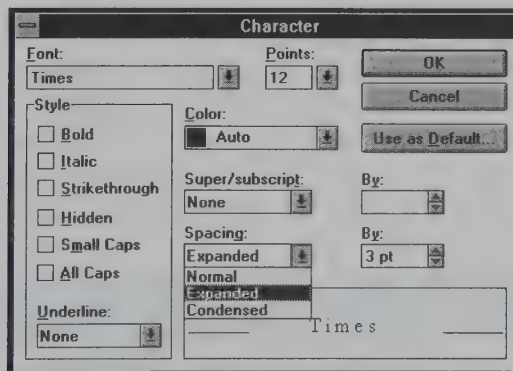 Character
Font:
Times
Points:
12
OK
Cancel
Use as Default...
Style
Bold
Italic
Strikethrough
Hidden
Small Caps
All Caps
Underline:
None
Color:
Auto
Super/subscript:
None
By:
Spacing:
Expanded
By:
3 pt
Normal
Expanded
Condensed
Times